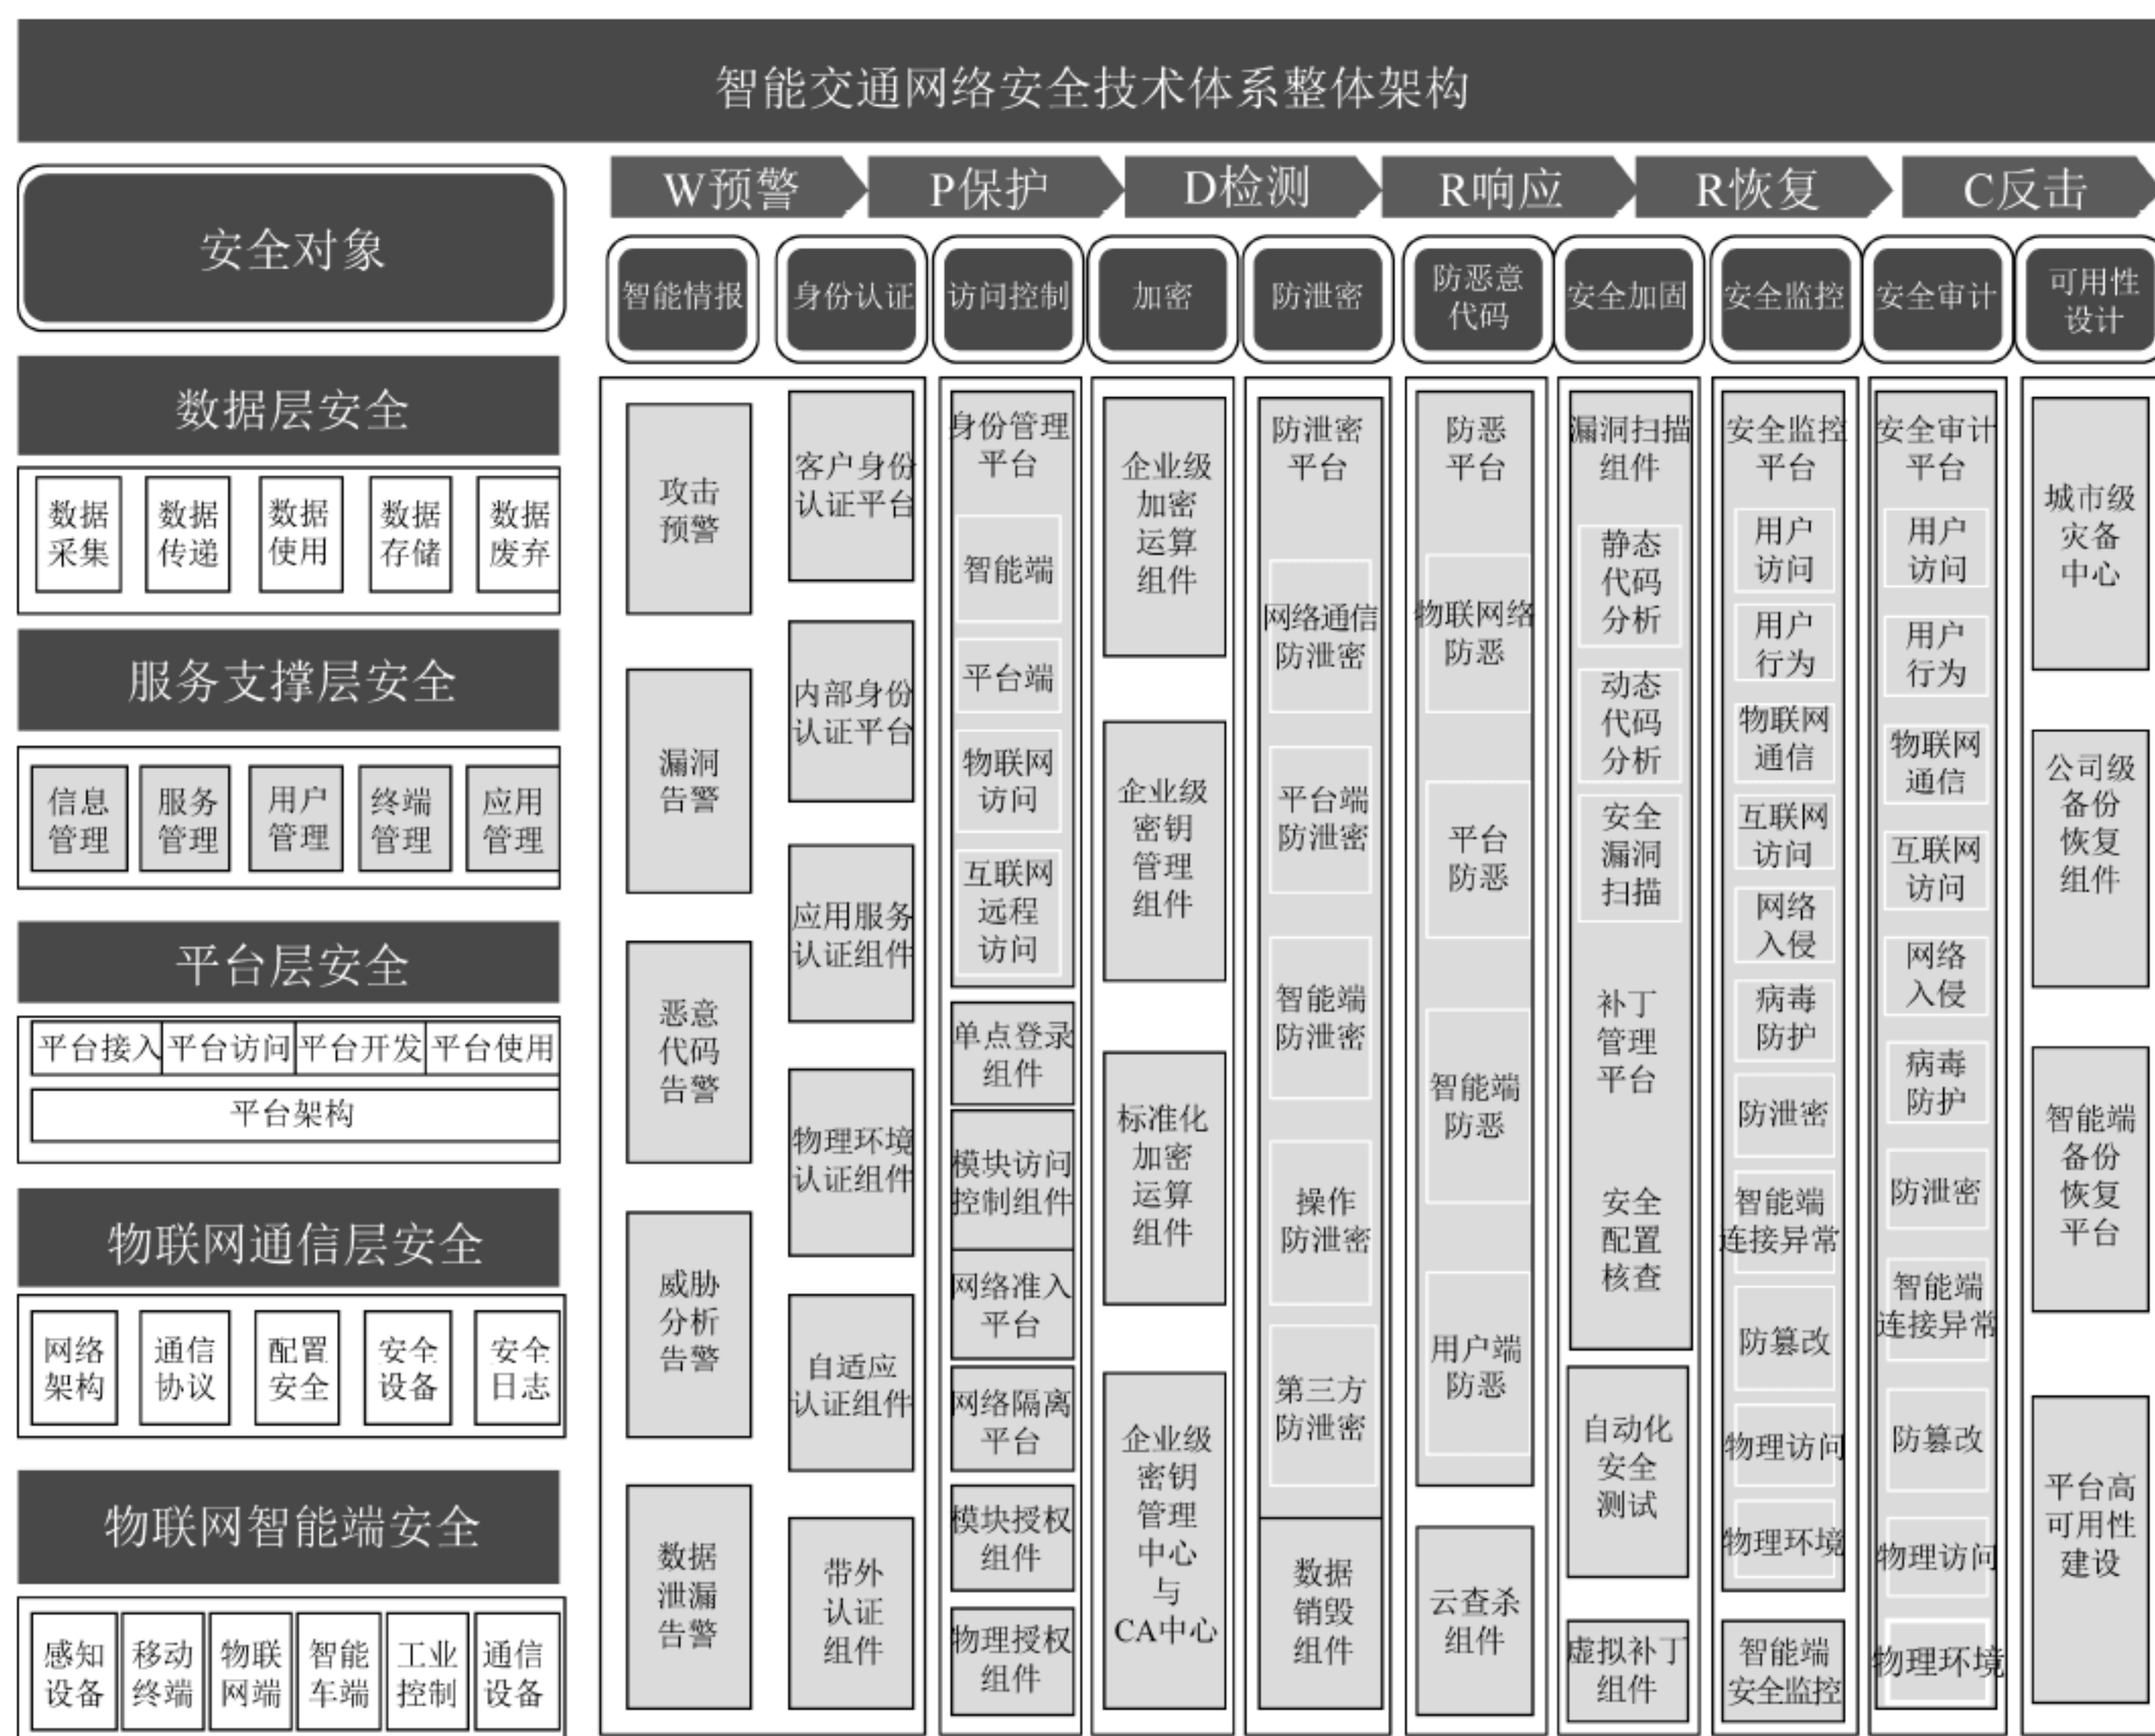 智能交通网络安全技术体系整体架构
W预警
P保护
D检测
R响应
R恢复
C反击
安全对象
智能情报
身份认证
访问控制
加密
防泄密
防恶意
代码
安全加固
安全监控
安全审计
可用性
设计
数据层安全
数据
采集
数据
传递
数据
使用
数据
存储
数据
废弃
服务支撑层安全
信息
管理
服务
管理
用户
管理
终端
管理
应用
管理
平台层安全
平台接入
平台访问
平台开发
平台使用
平台架构
物联网通信层安全
网络
架构
通信
协议
配置
安全
安全
设备
安全
日志
物联网智能端安全
感知
设备
移动
终端
物联
网端
智能
车端
工业
控制
通信
设备
攻击
预警
漏洞
告警
恶意
代码
告警
威胁
分析
告警
数据
泄漏
告警
客户身份
认证平台
内部身份
认证平台
应用服务
认证组件
物理环境
认证组件
自适应
认证组件
带外
认证
组件
身份管理
平台
智能端
平台端
物联网
访问
互联网
远程
访问
单点登录
组件
模块访问
控制组件
网络准入
平台
网络隔离
平台
模块授权
组件
物理授权
组件
企业级
加密
运算
组件
企业级
密钥
管理
组件
标准化
加密
运算
组件
企业级
密钥
管理
中心
与
CA中心
防泄密
平台
网络通信
防泄密
平台端
防泄密
智能端
防泄密
操作
防泄密
第三方
防泄密
数据
销毁
组件
防恶
平台
物联网络
防恶
平台
防恶
智能端
防恶
用户端
防恶
云查杀
组件
漏洞扫描
组件
静态
代码
分析
动态
代码
分析
安全
漏洞
扫描
补丁
管理
平台
安全
配置
核查
自动化
安全
测试
虚拟补丁
组件
安全监控
平台
用户
访问
用户
行为
物联网
通信
互联网
访问
网络
入侵
病毒
防护
防泄密
智能端
连接异常
防篡改
物理访问
物理环境
智能端
安全监控
安全审计
平台
用户
访问
用户
行为
物联网
通信
互联网
访问
网络
入侵
病毒
防护
防泄密
智能端
连接异常
防篡改
物理访问
物理环境
城市级
灾备
中心
公司级
备份
恢复
组件
智能端
备份
恢复
平台
平台高
可用性
建设